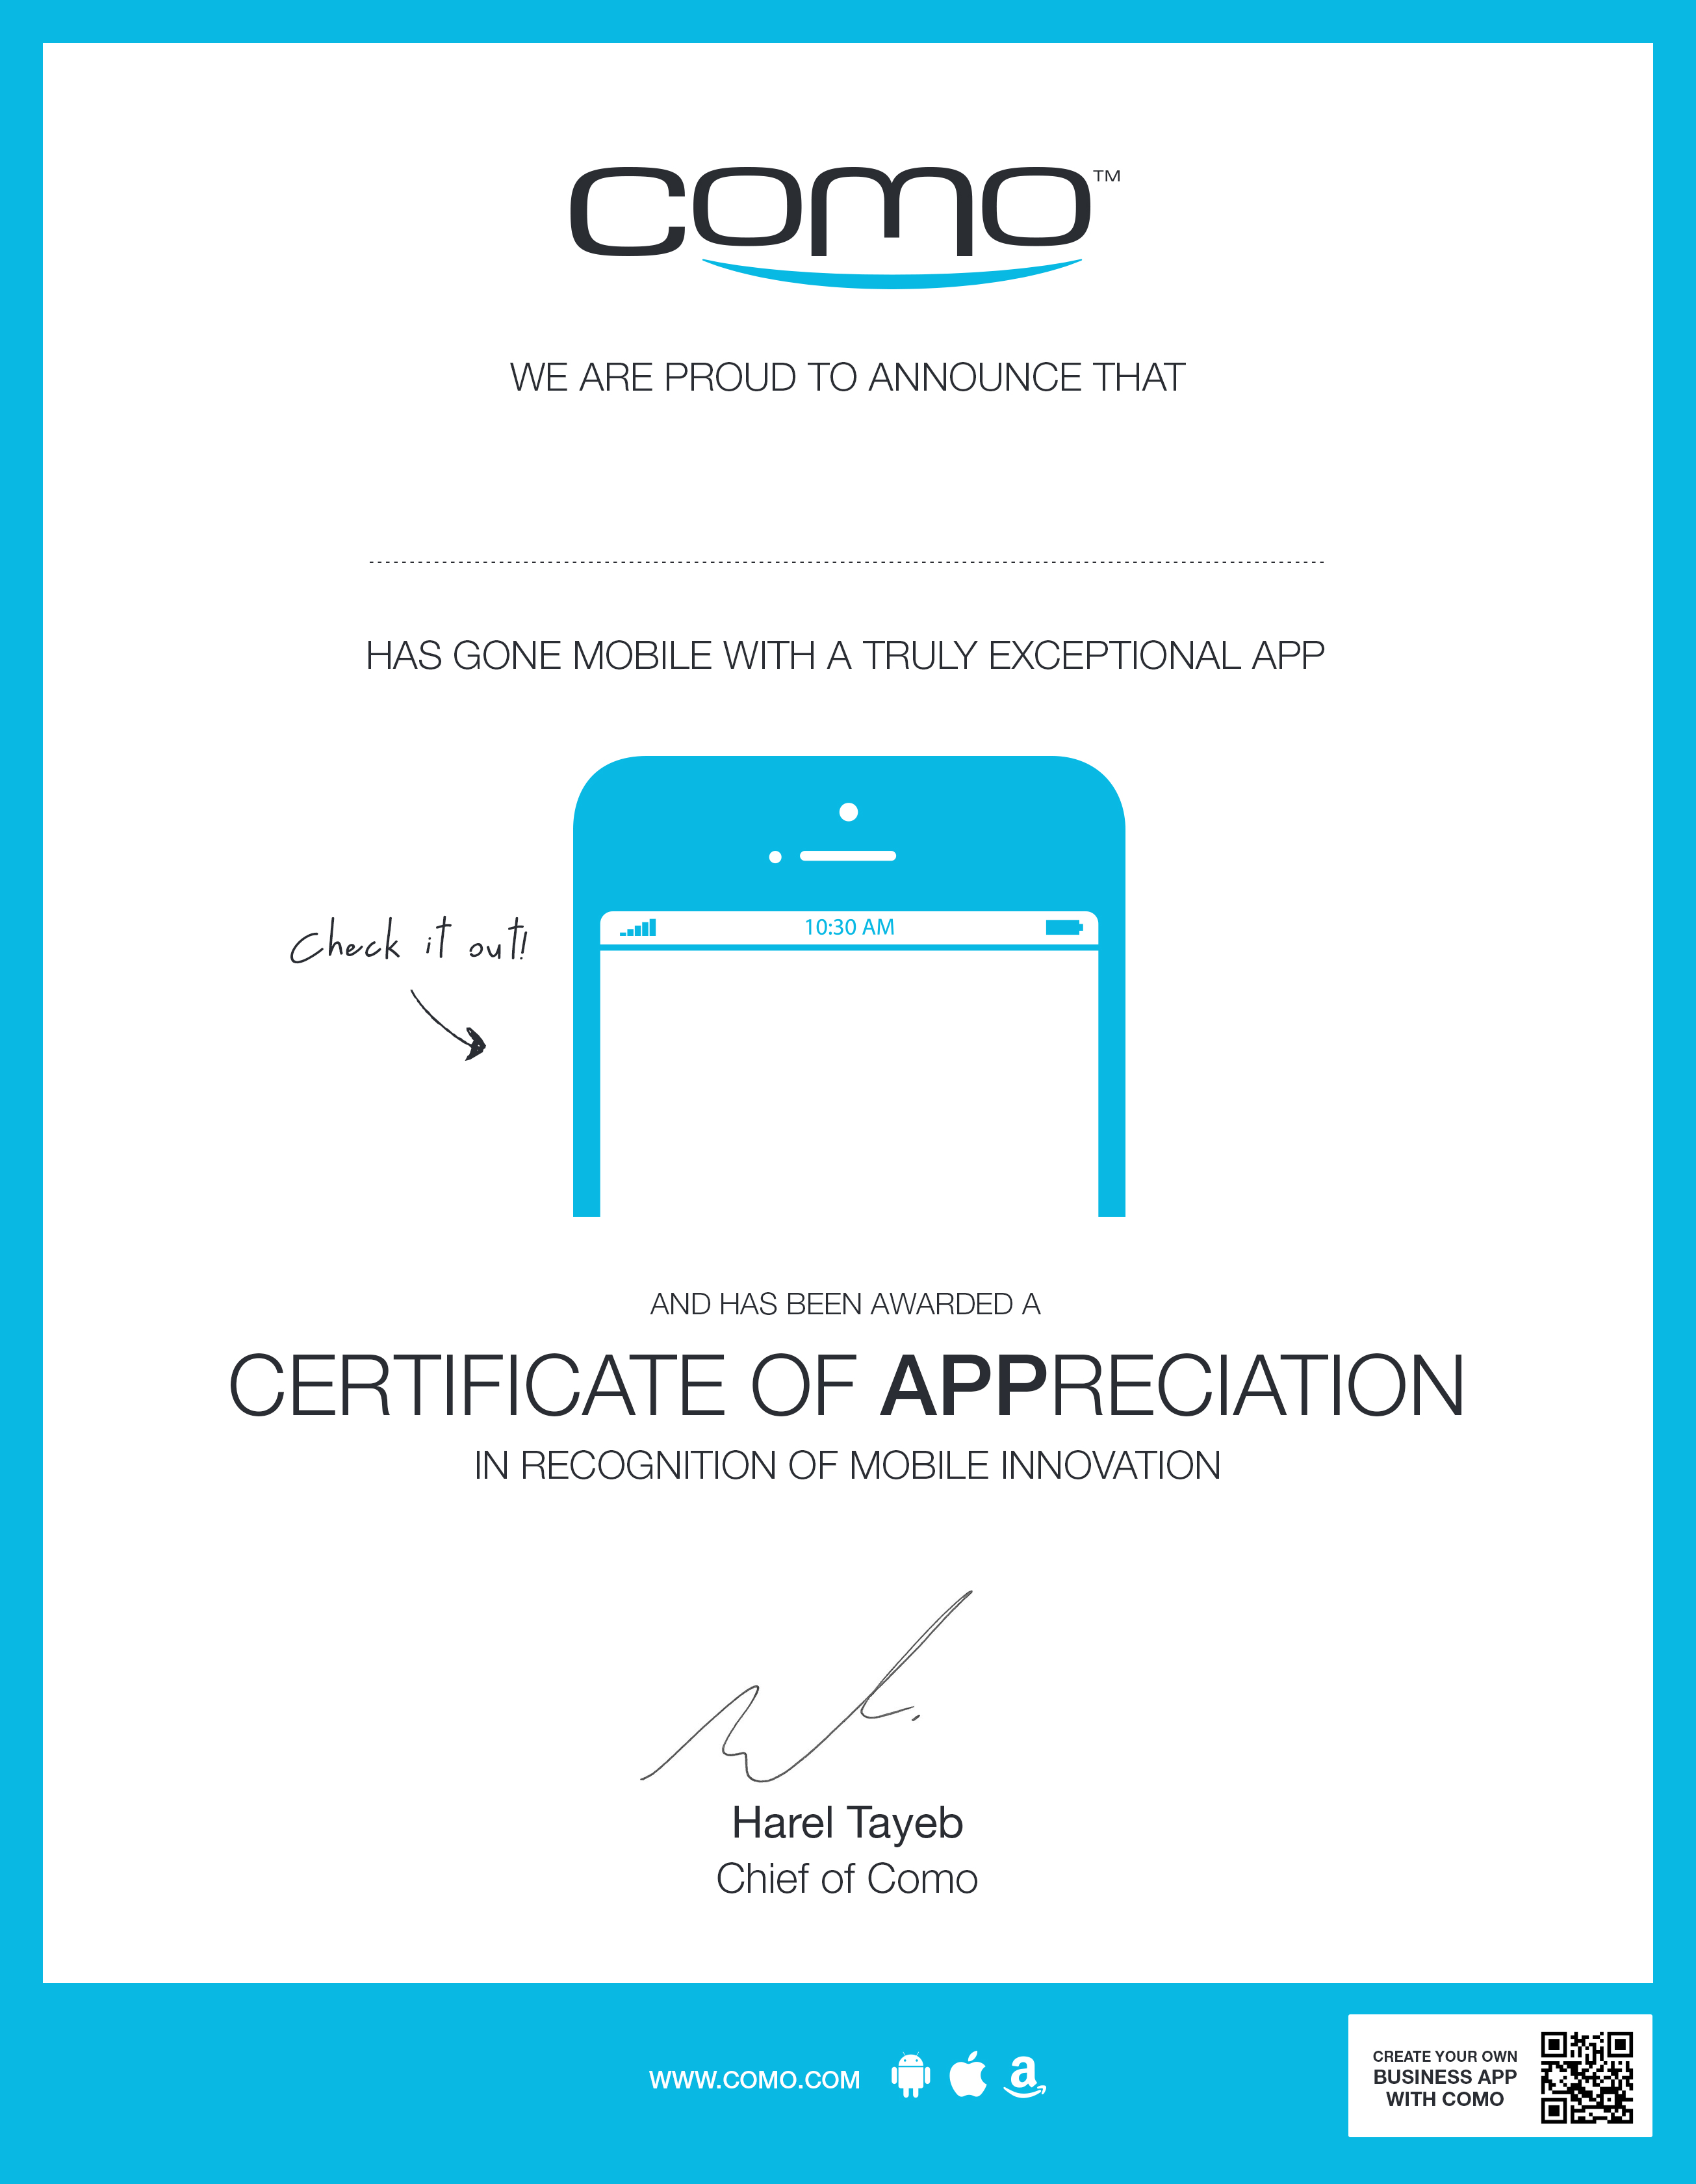 como™
WE ARE PROUD TO ANNOUNCE THAT
HAS GONE MOBILE WITH A TRULY EXCEPTIONAL APP
10:30 AM
Check it out!
AND HAS BEEN AWARDED A
CERTIFICATE OF APPRECIATION
IN RECOGNITION OF MOBILE INNOVATION
Harel Tayeb
Chief of Como
WWW.COMO.COM
CREATE YOUR OWN
BUSINESS APP
WITH COMO